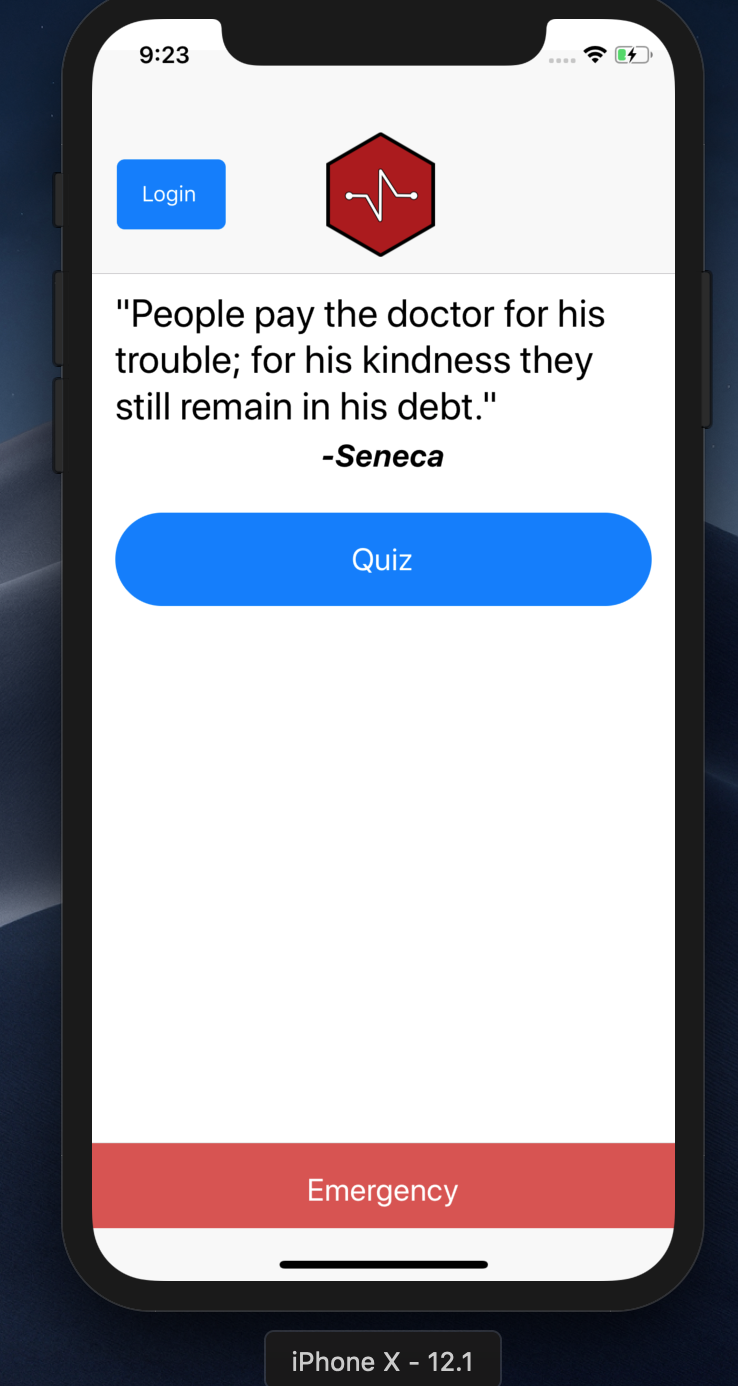 9:23
Login
"People pay the doctor for his
trouble; for his kindness they
still remain in his debt."
-Seneca
Quiz
Emergency
iPhone X - 12.1